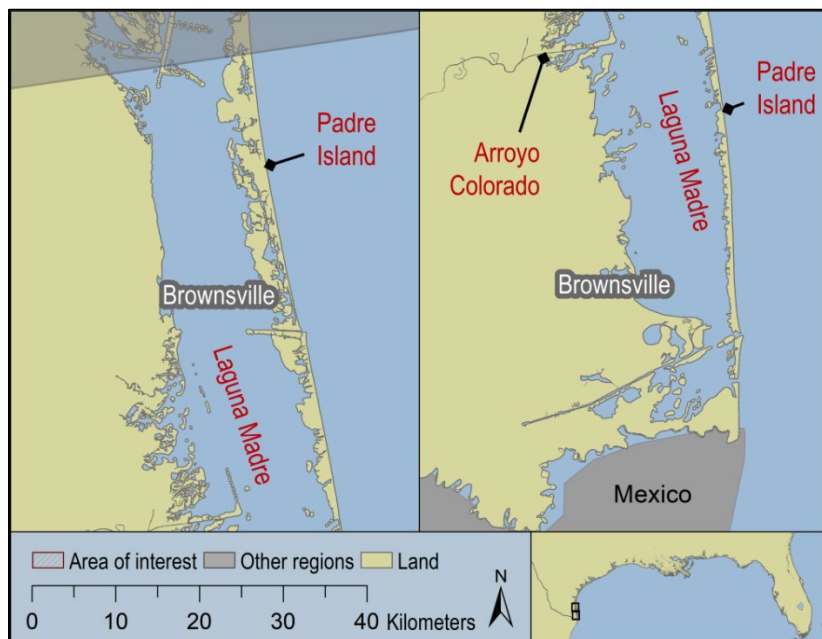 Padre
Island
Brownsville
Laguna Madre
Padre
Island
Laguna Madre
Arroyo
Colorado
Brownsville
Mexico
Area of interest Other regions Land
0 10 20 30 40 Kilometers
N